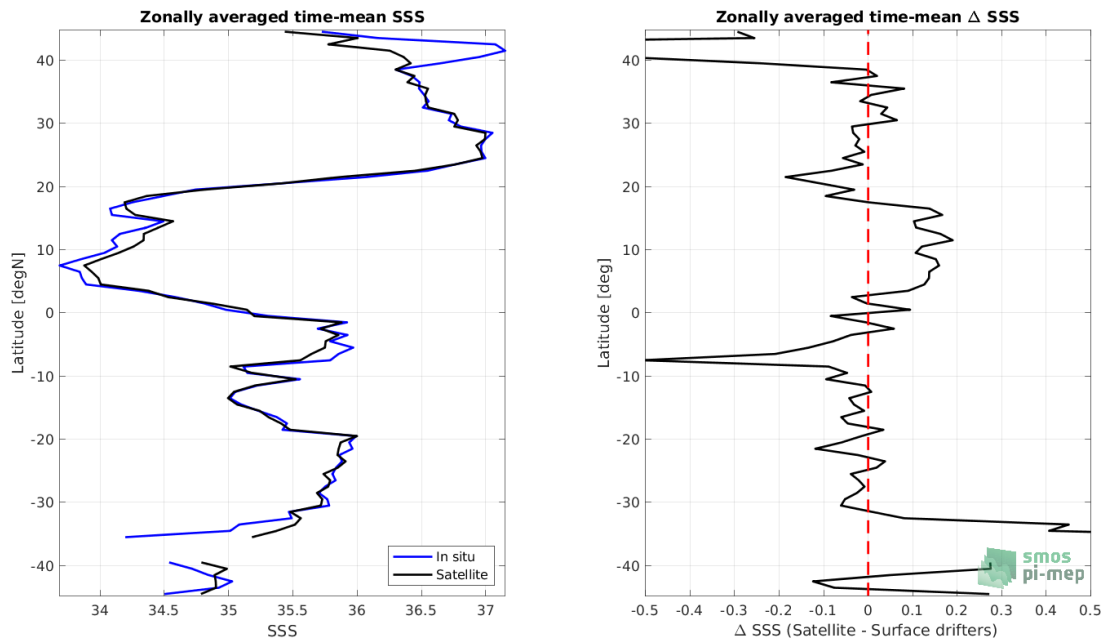 Zonally averaged time-mean SSS
40
30
20
10
0
-10
-20
-30
-40
Latitude [degN]
34 34.5 35 35.5 36 36.5 37
SSS
In situ
Satellite
Zonally averaged time-mean Δ SSS
40
30
20
10
0
-10
-20
-30
-40
Latitude [deg]
-0.5 -0.4 -0.3 -0.2 -0.1 0 0.1 0.2 0.3 0.4 0.5
Δ SSS (Satellite - Surface drifters)
smos
pi-mep